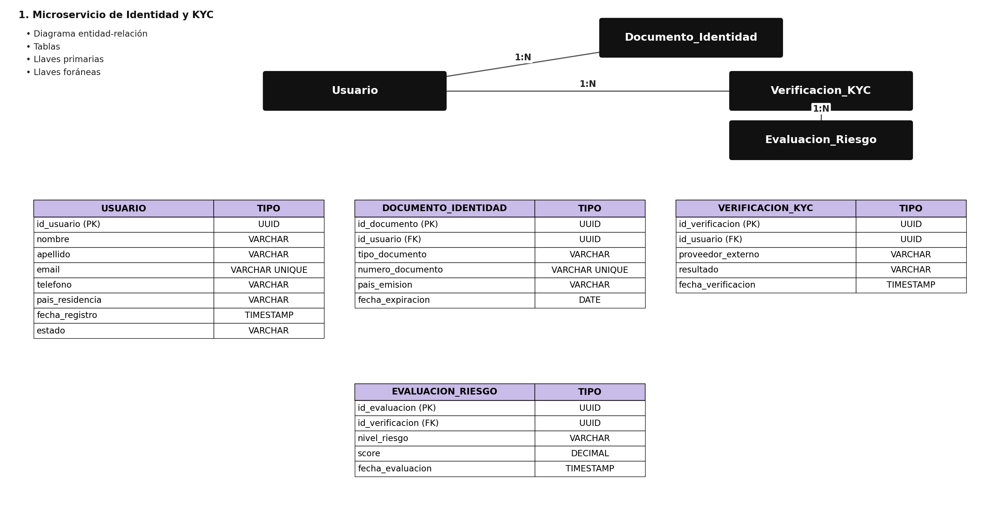 1. Microservicio de Identidad y KYC
• Diagrama entidad-relación
• Tablas
• Llaves primarias
• Llaves foráneas
Documento_Identidad
1:N
Usuario
1:N
Verificacion_KYC
1:N
Evaluacion_Riesgo
USUARIO TIPO
id_usuario (PK) UUID
nombre VARCHAR
apellido VARCHAR
email VARCHAR UNIQUE
telefono VARCHAR
pais_residencia VARCHAR
fecha_registro TIMESTAMP
estado VARCHAR
DOCUMENTO_IDENTIDAD TIPO
id_documento (PK) UUID
id_usuario (FK) UUID
tipo_documento VARCHAR
numero_documento VARCHAR UNIQUE
pais_emision VARCHAR
fecha_expiracion DATE
VERIFICACION_KYC TIPO
id_verificacion (PK) UUID
id_usuario (FK) UUID
proveedor_externo VARCHAR
resultado VARCHAR
fecha_verificacion TIMESTAMP
EVALUACION_RIESGO TIPO
id_evaluacion (PK) UUID
id_verificacion (FK) UUID
nivel_riesgo VARCHAR
score DECIMAL
fecha_evaluacion TIMESTAMP